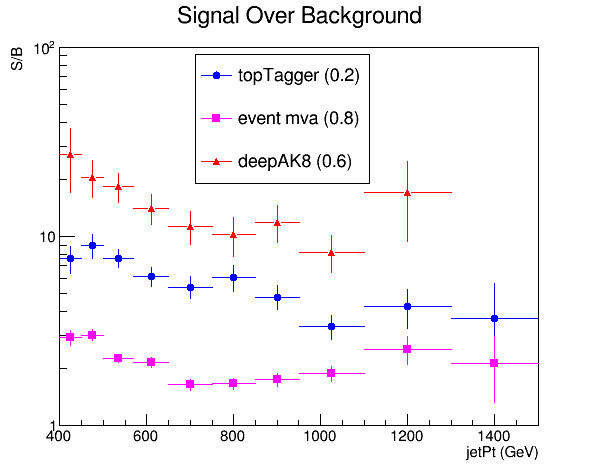 Signal Over Background
S/B
10²
10
1
topTagger (0.2)
event mva (0.8)
deepAK8 (0.6)
400 600 800 1000 1200 1400
jetPt (GeV)